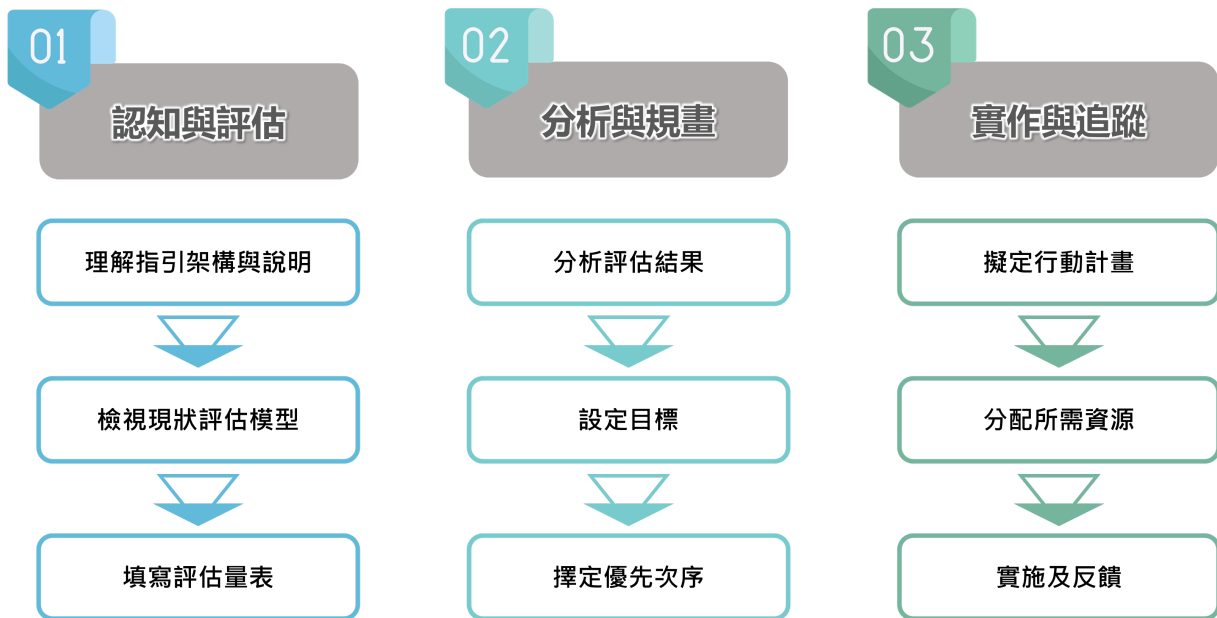 01
認知與評估
理解指引架構與說明
檢視現狀評估模型
填寫評估量表
02
分析與規畫
分析評估結果
設定目標
擇定優先次序
03
實作與追蹤
擬定行動計畫
分配所需資源
實施及反饋